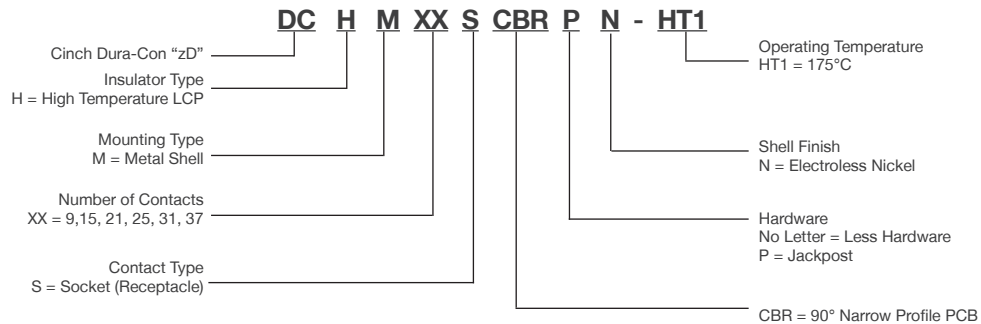 DC H M XX S CBR P N - HT1
Cinch Dura-Con “zD”
Insulator Type
H = High Temperature LCP
Mounting Type
M = Metal Shell
Number of Contacts
XX = 9,15, 21, 25, 31, 37
Contact Type
S = Socket (Receptacle)
Operating Temperature
HT1 = 175°C
Shell Finish
N = Electroless Nickel
Hardware
No Letter = Less Hardware
P = Jackpost
CBR = 90° Narrow Profile PCB